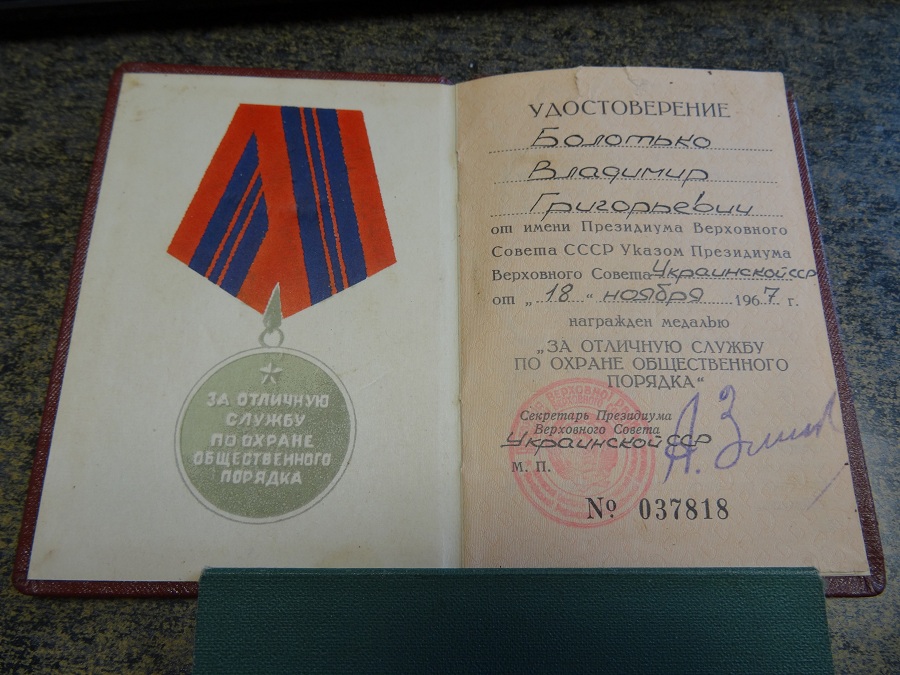 ЗА ОТЛИЧНУЮ
СЛУЖБУ
ПО ОХРАНЕ
ОБЩЕСТВЕННОГО
ПОРЯДКА
УДОСТОВЕРЕНИЕ
Болотько
Владимир
Григорьевич
от имени Президиума Верховного
Совета СССР Указом Президиума
Верховного Совета Украинской ССР
от „ 18 “ ноября 1967 г.
награжден медалью
„ЗА ОТЛИЧНУЮ СЛУЖБУ
ПО ОХРАНЕ ОБЩЕСТВЕННОГО
ПОРЯДКА“
Секретарь Президиума
Верховного Совета
Украинской ССР
М. П.
№ 037818